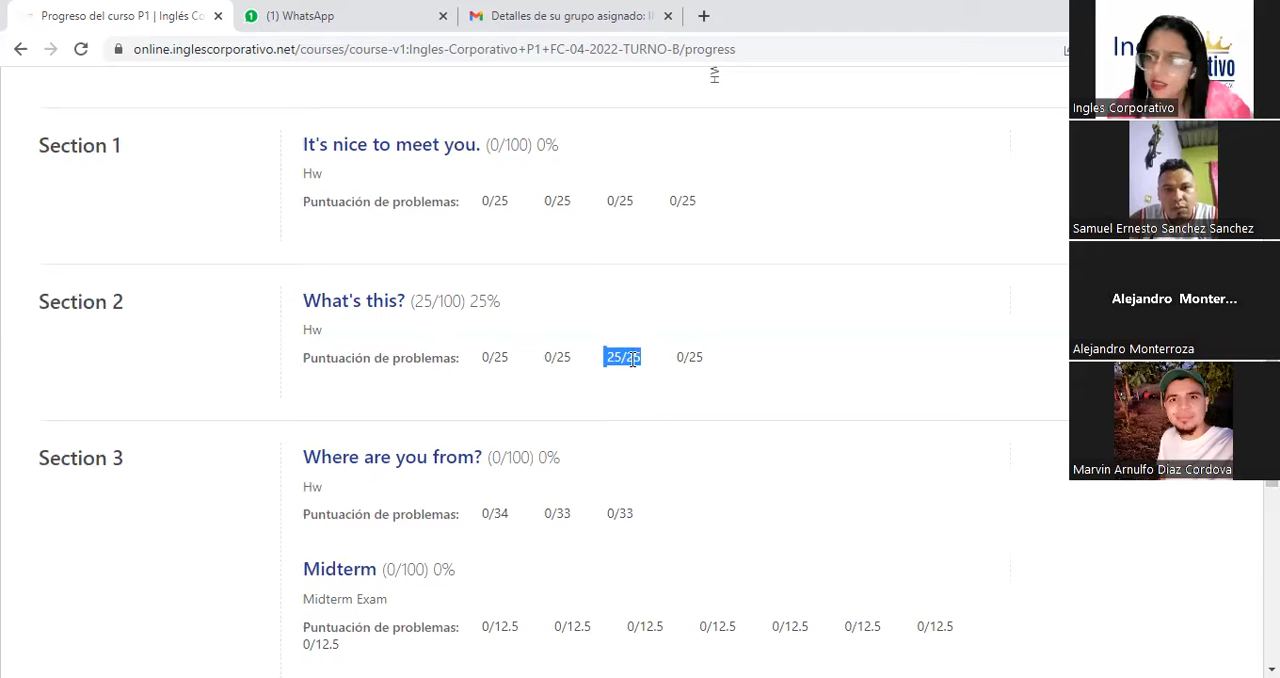 Progreso del curso P1 | Inglés Co
(1) WhatsApp
Detalles de su grupo asignado: I
online.inglescorporativo.net/courses/course-v1:Ingles-Corporativo+P1+FC-04-2022-TURNO-B/progress
Section 1
It's nice to meet you. (0/100) 0%
Hw
Puntuación de problemas: 0/25 0/25 0/25 0/25
Section 2
What's this? (25/100) 25%
Hw
Puntuación de problemas: 0/25 0/25 25/25 0/25
Section 3
Where are you from? (0/100) 0%
Hw
Puntuación de problemas: 0/34 0/33 0/33
Midterm (0/100) 0%
Midterm Exam
Puntuación de problemas: 0/12.5 0/12.5 0/12.5 0/12.5 0/12.5 0/12.5 0/12.5
0/12.5
Ingles Corporativo
Samuel Ernesto Sanchez Sanchez
Alejandro Monter...
Alejandro Monterroza
Marvin Arnulfo Diaz Cordova